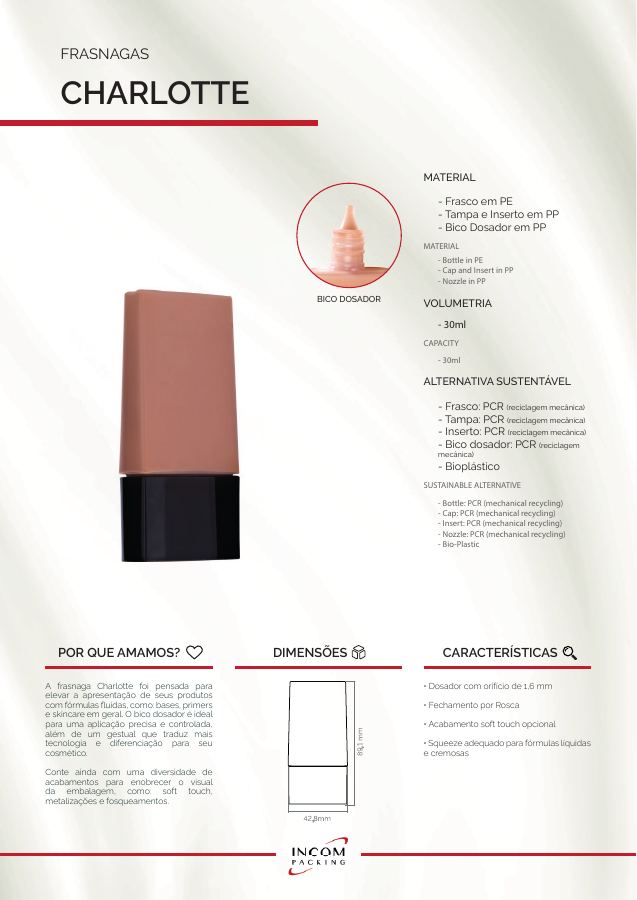 FRASNAGAS
CHARLOTTE
BICO DOSADOR
MATERIAL
- Frasco em PE
- Tampa e Inserto em PP
- Bico Dosador em PP
MATERIAL
- Bottle in PE
- Cap and Insert in PP
- Nozzle in PP
VOLUMETRIA
- 30ml
CAPACITY
- 30ml
ALTERNATIVA SUSTENTÁVEL
- Frasco: PCR (reciclagem mecânica)
- Tampa: PCR (reciclagem mecânica)
- Inserto: PCR (reciclagem mecânica)
- Bico dosador: PCR (reciclagem
mecânica)
- Bioplástico
SUSTAINABLE ALTERNATIVE
- Bottle: PCR (mechanical recycling)
- Cap: PCR (mechanical recycling)
- Insert: PCR (mechanical recycling)
- Nozzle: PCR (mechanical recycling)
- Bio-Plastic
POR QUE AMAMOS?
A frasnaga Charlotte foi pensada para
elevar a apresentação de seus produtos
com fórmulas fluidas, como: bases, primers
e skincare em geral. O bico dosador é ideal
para uma aplicação precisa e controlada,
além de um gestual que traduz mais
tecnologia e diferenciação para seu
cosmético.
Conte ainda com uma diversidade de
acabamentos para enobrecer o visual
da embalagem, como: soft touch,
metalizações e fosqueamentos.
DIMENSÕES
89,1 mm
42,8mm
CARACTERÍSTICAS
• Dosador com orifício de 1,6 mm
• Fechamento por Rosca
• Acabamento soft touch opcional
• Squeeze adequado para fórmulas líquidas
e cremosas
INCOM
PACKING